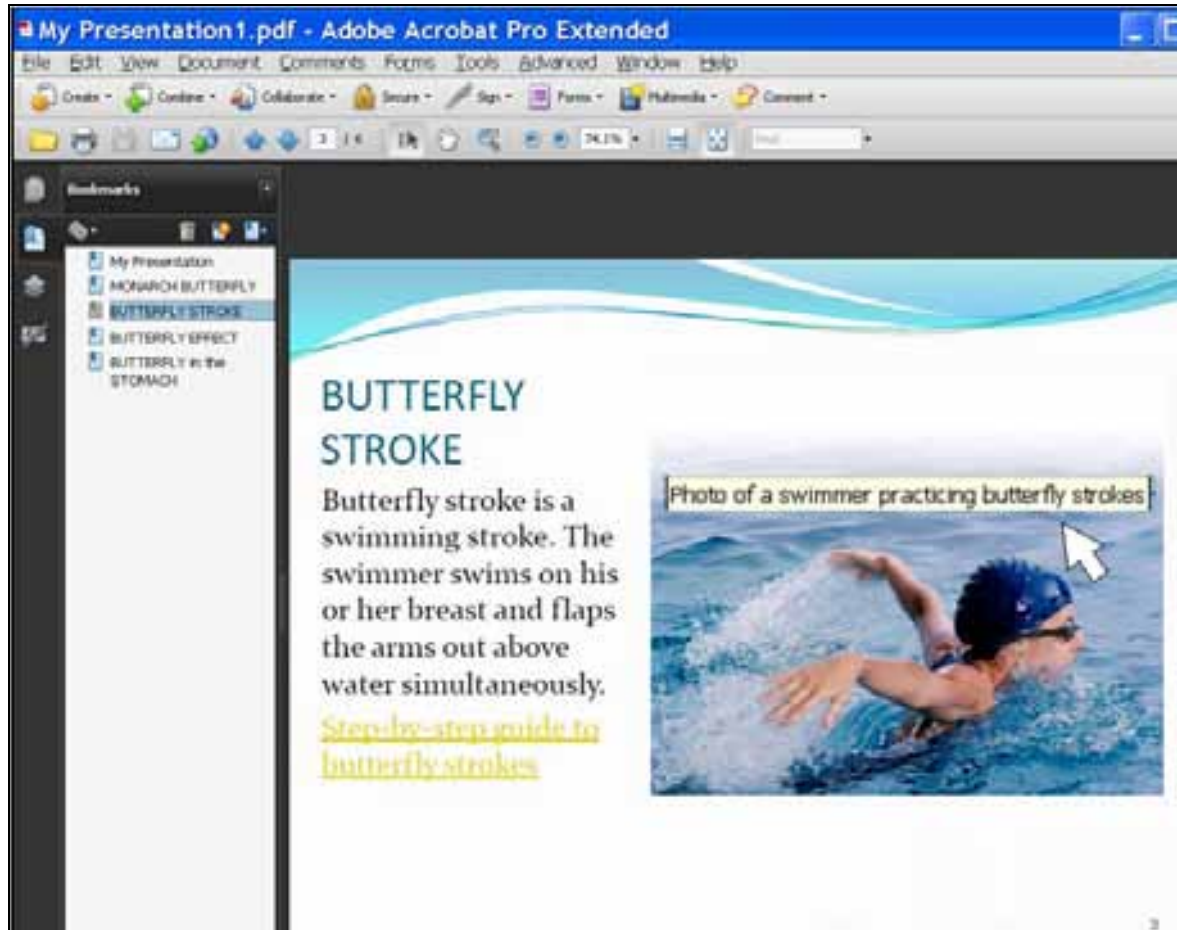 My Presentation1.pdf - Adobe Acrobat Pro Extended
File Edit View Document Comments Forms Tools Advanced Window Help
Create Combine Collaborate Secure Sign Forms Multimedia Comment
74.1%
Bookmarks
My Presentation
MONARCH BUTTERFLY
BUTTERFLY STROKE
BUTTERFLY EFFECT
BUTTERFLY in the
STOMACH
BUTTERFLY
STROKE
Butterfly stroke is a
swimming stroke. The
swimmer swims on his
or her breast and flaps
the arms out above
water simultaneously.
Step-by-step guide to
butterfly strokes
Photo of a swimmer practicing butterfly strokes
3